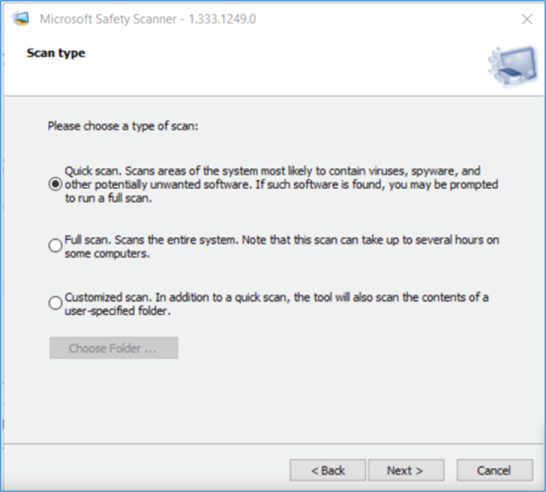 Microsoft Safety Scanner - 1.333.1249.0
Scan type
Please choose a type of scan:
Quick scan. Scans areas of the system most likely to contain viruses, spyware, and
other potentially unwanted software. If such software is found, you may be prompted
to run a full scan.
Full scan. Scans the entire system. Note that this scan can take up to several hours on
some computers.
Customized scan. In addition to a quick scan, the tool will also scan the contents of a
user-specified folder.
Choose Folder ...
< Back
Next >
Cancel